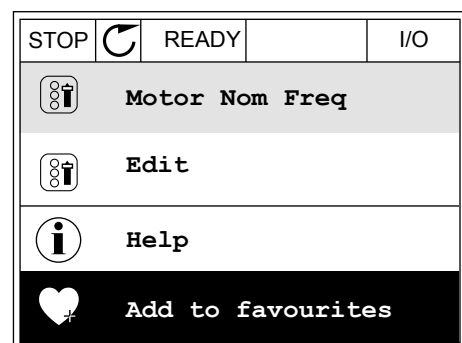 STOP READY I/O
Motor Nom Freq
Edit
Help
Add to favourites